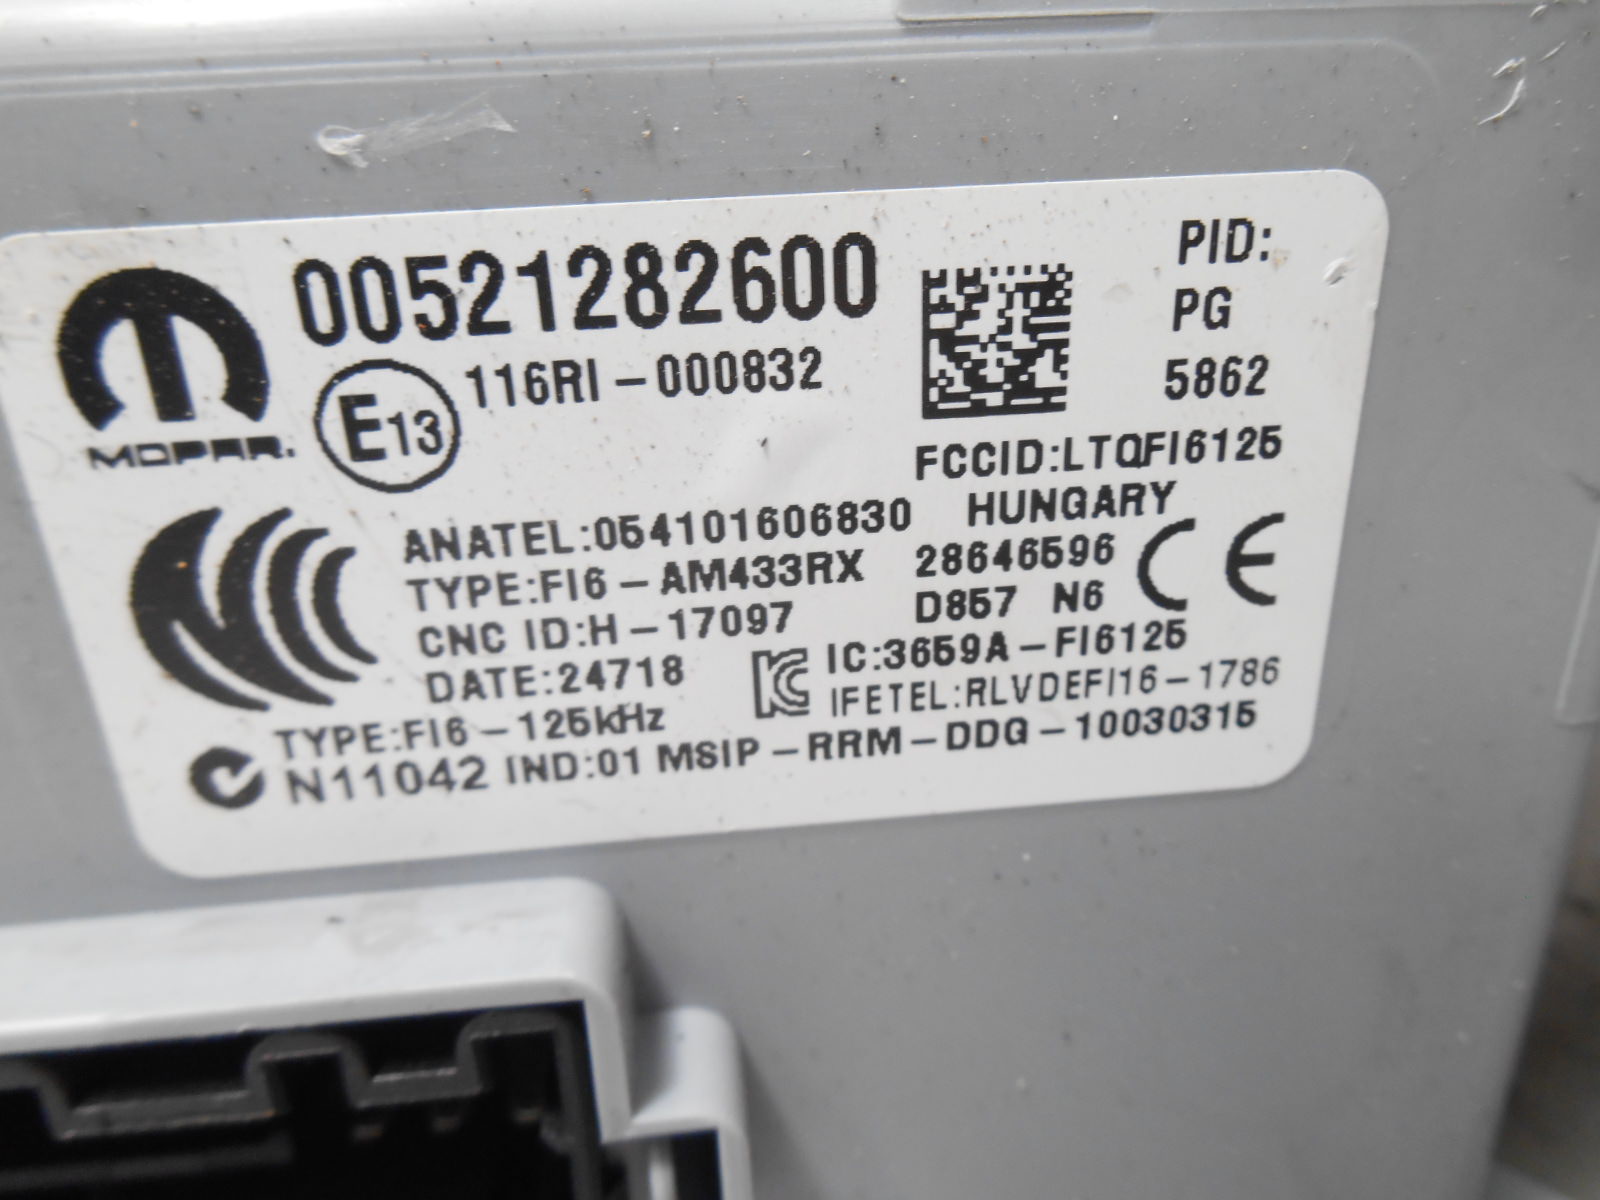 00521282600
PID:
PG
5862
MOPAR.
E13
116RI-000832
FCCID:LTQFI6125
ANATEL:054101606830
HUNGARY
TYPE:FI6-AM433RX
28646596
CNC ID:H-17097
D857 N6
CE
DATE:24718
IC:3659A-FI6125
IFETEL:RLVDEFI16-1786
TYPE:FI6-125kHz
N11042 IND:01 MSIP-RRM-DDG-10030315